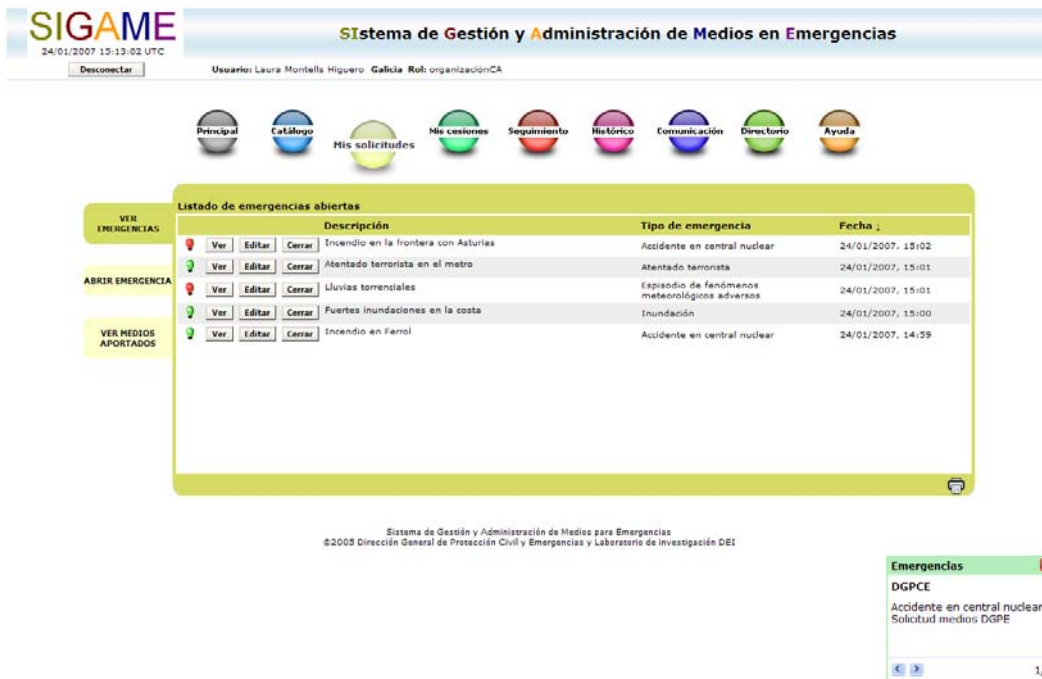 SIGAME
24/01/2007 15:13:02 UTC
SIstema de Gestión y Administración de Medios en Emergencias
Desconectar
Usuario: Laura Montells Higuero Galicia Rol: organizaciónCA
Principal
Catálogo
Mis solicitudes
Mis cesiones
Seguimiento
Histórico
Comunicación
Directorio
Ayuda
VER
EMERGENCIAS
ABRIR EMERGENCIA
VER MEDIOS
APORTADOS
Listado de emergencias abiertas
Descripción Tipo de emergencia Fecha ↓
Ver Editar Cerrar Incendio en la frontera con Asturias Accidente en central nuclear 24/01/2007, 15:02
Ver Editar Cerrar Atentado terrorista en el metro Atentado terrorista 24/01/2007, 15:01
Ver Editar Cerrar Lluvias torrenciales Espisodio de fenómenos
meteorológicos adversos 24/01/2007, 15:01
Ver Editar Cerrar Fuertes inundaciones en la costa Inundación 24/01/2007, 15:00
Ver Editar Cerrar Incendio en Ferrol Accidente en central nuclear 24/01/2007, 14:59
Sistema de Gestión y Administración de Medios para Emergencias
©2005 Dirección General de Protección Civil y Emergencias y Laboratorio de investigación DEI
Emergencias
DGPCE
Accidente en central nuclear
Solicitud medios DGPE
< > 1/